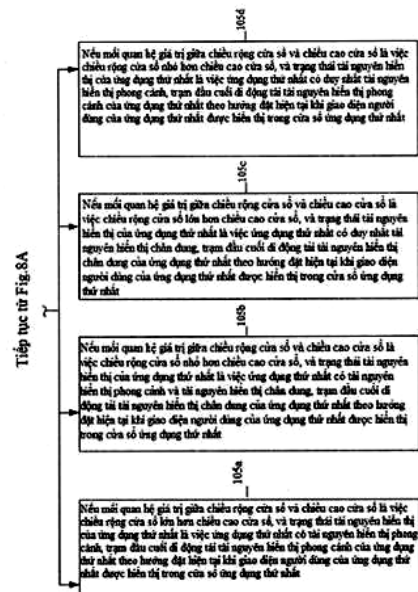 Tiếp tục từ Fig.8A
105a
Nếu mối quan hệ giá trị giữa chiều rộng cửa sổ và chiều cao cửa sổ là việc
chiều rộng cửa sổ lớn hơn chiều cao cửa sổ, và trạng thái tài nguyên hiển thị
của ứng dụng thứ nhất là việc ứng dụng thứ nhất có tài nguyên hiển thị phong
cảnh, trạm đầu cuối di động tải tài nguyên hiển thị phong cảnh của ứng dụng
thứ nhất theo hướng đặt hiện tại khi giao diện người dùng của ứng dụng thứ
nhất được hiển thị trong cửa sổ ứng dụng thứ nhất
105b
Nếu mối quan hệ giá trị giữa chiều rộng cửa sổ và chiều cao cửa sổ là
việc chiều rộng cửa sổ nhỏ hơn chiều cao cửa sổ, và trạng thái tài nguyên
hiển thị của ứng dụng thứ nhất là việc ứng dụng thứ nhất có tài nguyên
hiển thị phong cảnh và tài nguyên hiển thị chân dung, trạm đầu cuối di
động tải tài nguyên hiển thị chân dung của ứng dụng thứ nhất theo hướng
đặt hiện tại khi giao diện người dùng của ứng dụng thứ nhất được hiển thị
trong cửa sổ ứng dụng thứ nhất
105c
Nếu mối quan hệ giá trị giữa chiều rộng cửa sổ và chiều cao cửa sổ là
việc chiều rộng cửa sổ lớn hơn chiều cao cửa sổ, và trạng thái tài nguyên
hiển thị của ứng dụng thứ nhất là việc ứng dụng thứ nhất có duy nhất tài
nguyên hiển thị chân dung, trạm đầu cuối di động tải tài nguyên hiển thị
chân dung của ứng dụng thứ nhất theo hướng đặt hiện tại khi giao diện
người dùng của ứng dụng thứ nhất được hiển thị trong cửa sổ ứng dụng
thứ nhất
105d
Nếu mối quan hệ giá trị giữa chiều rộng cửa sổ và chiều cao cửa sổ là việc
chiều rộng cửa sổ nhỏ hơn chiều cao cửa sổ, và trạng thái tài nguyên hiển
thị của ứng dụng thứ nhất là việc ứng dụng thứ nhất có duy nhất tài nguyên
hiển thị phong cảnh, trạm đầu cuối di động tải tài nguyên hiển thị phong
cảnh của ứng dụng thứ nhất theo hướng đặt hiện tại khi giao diện người
dùng của ứng dụng thứ nhất được hiển thị trong cửa sổ ứng dụng thứ nhất